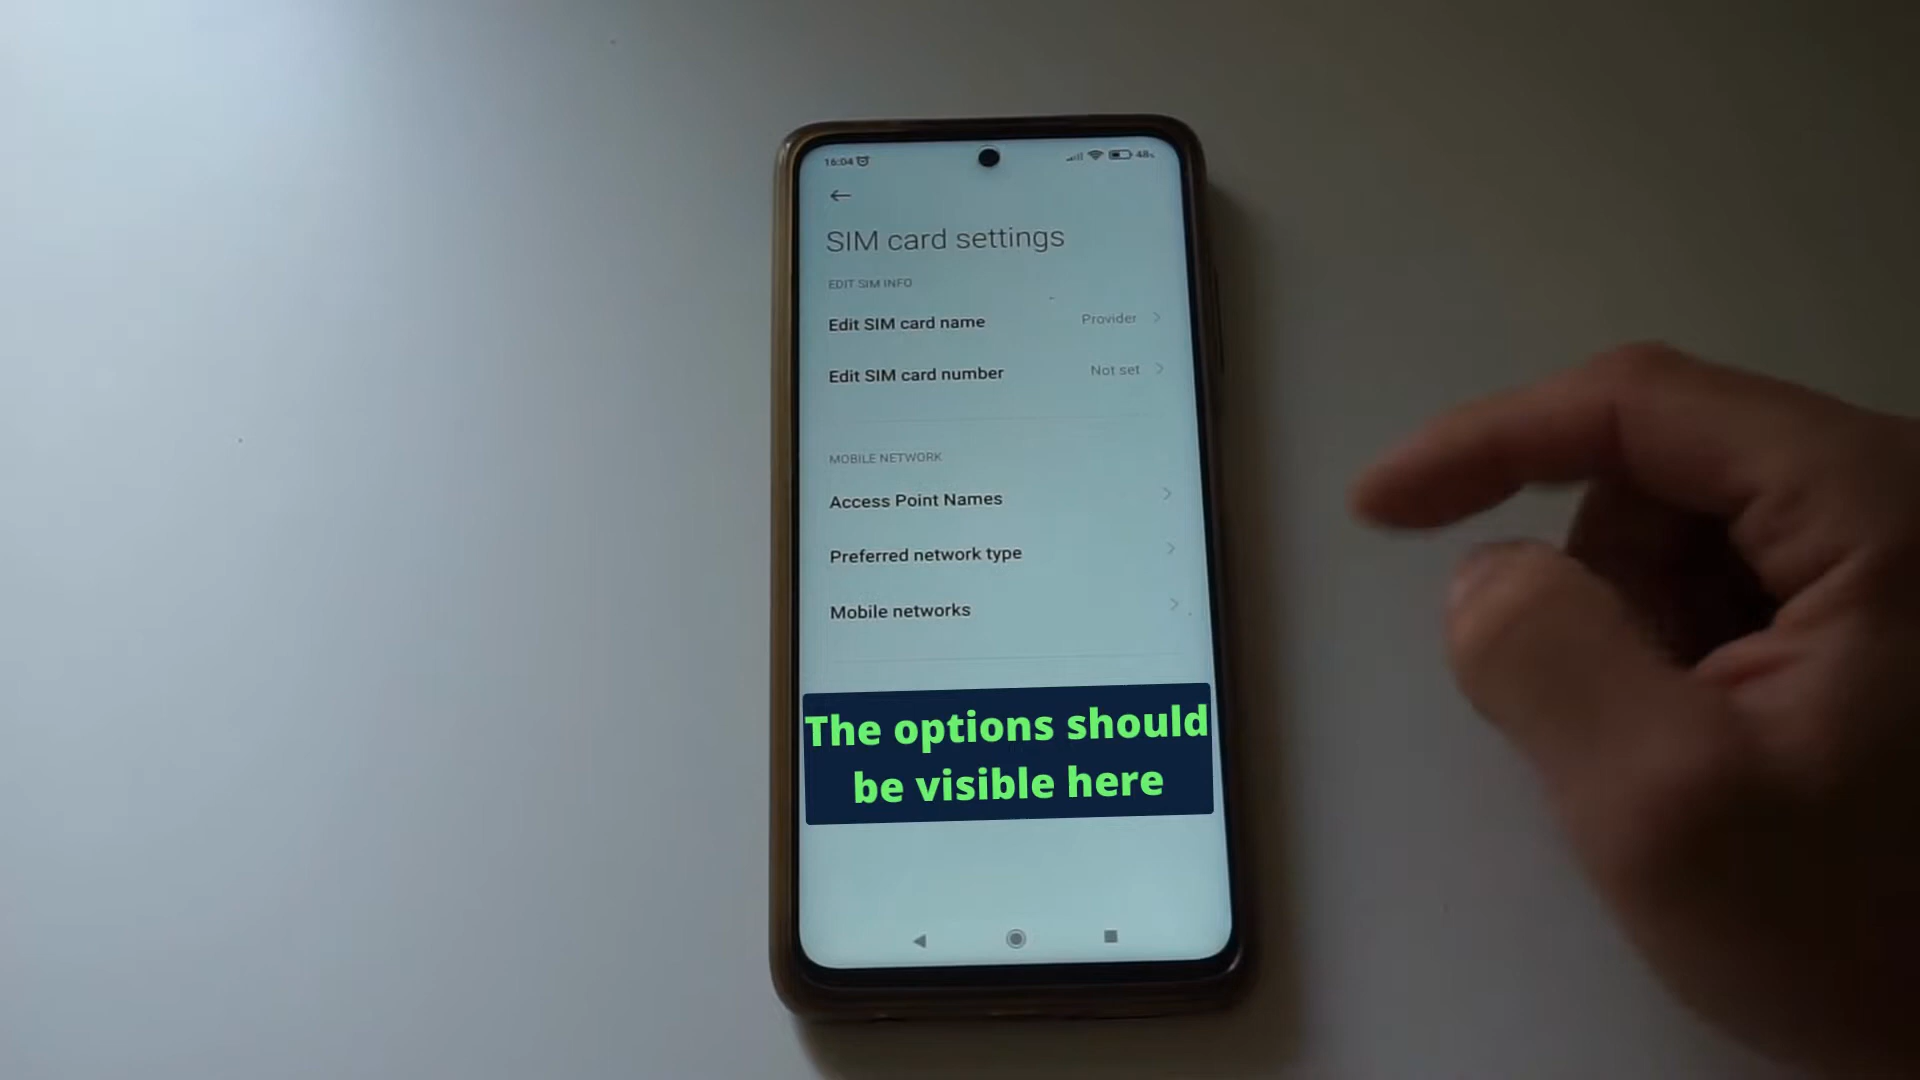 16:04
48%
SIM card settings
EDIT SIM INFO
Edit SIM card name Provider
Edit SIM card number Not set
MOBILE NETWORK
Access Point Names
Preferred network type
Mobile networks
The options should
be visible here